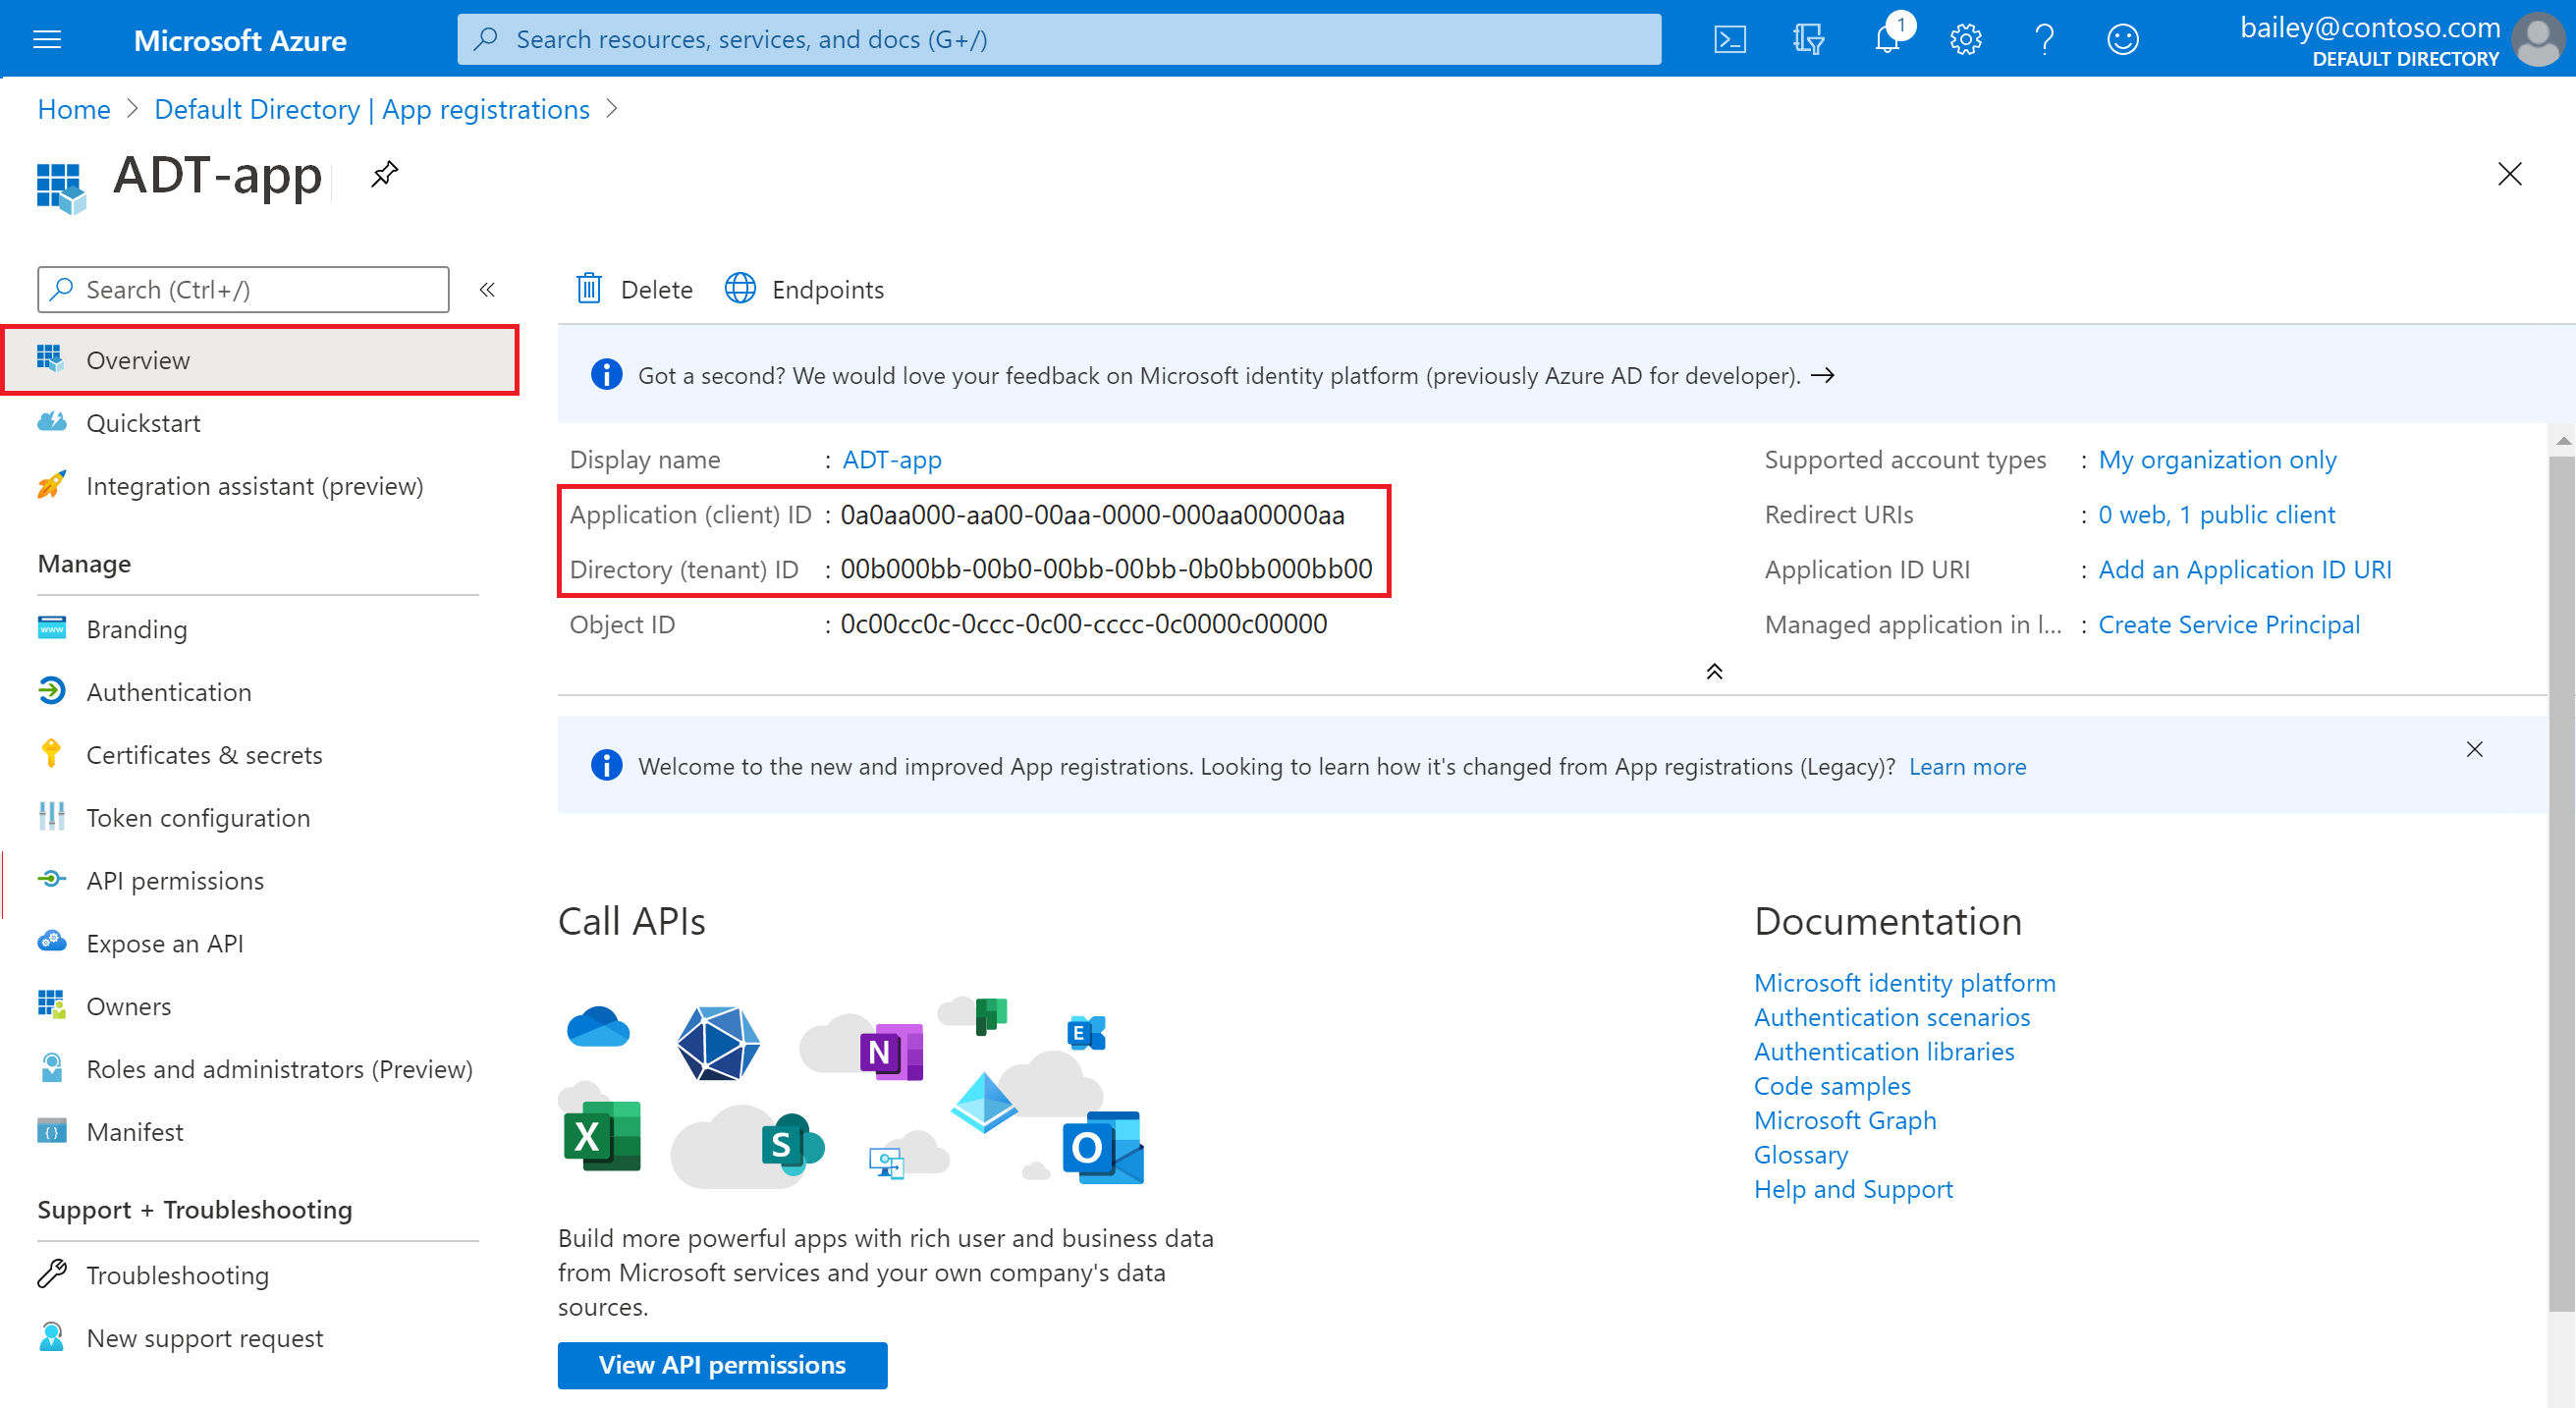 Microsoft Azure
Search resources, services, and docs (G+/)
1
bailey@contoso.com
DEFAULT DIRECTORY
Home > Default Directory | App registrations >
ADT-app
Search (Ctrl+/)
«
Overview
Quickstart
Integration assistant (preview)
Manage
Branding
Authentication
Certificates & secrets
Token configuration
API permissions
Expose an API
Owners
Roles and administrators (Preview)
Manifest
Support + Troubleshooting
Troubleshooting
New support request
Delete
Endpoints
Got a second? We would love your feedback on Microsoft identity platform (previously Azure AD for developer). →
Display name : ADT-app
Application (client) ID : 0a0aa000-aa00-00aa-0000-000aa00000aa
Directory (tenant) ID : 00b000bb-00b0-00bb-00bb-0b0bb000bb00
Object ID : 0c00cc0c-0ccc-0c00-cccc-0c0000c00000
Supported account types : My organization only
Redirect URIs : 0 web, 1 public client
Application ID URI : Add an Application ID URI
Managed application in l... : Create Service Principal
Welcome to the new and improved App registrations. Looking to learn how it's changed from App registrations (Legacy)? Learn more
Call APIs
N
E
X
S
O
Build more powerful apps with rich user and business data
from Microsoft services and your own company's data
sources.
View API permissions
Documentation
Microsoft identity platform
Authentication scenarios
Authentication libraries
Code samples
Microsoft Graph
Glossary
Help and Support